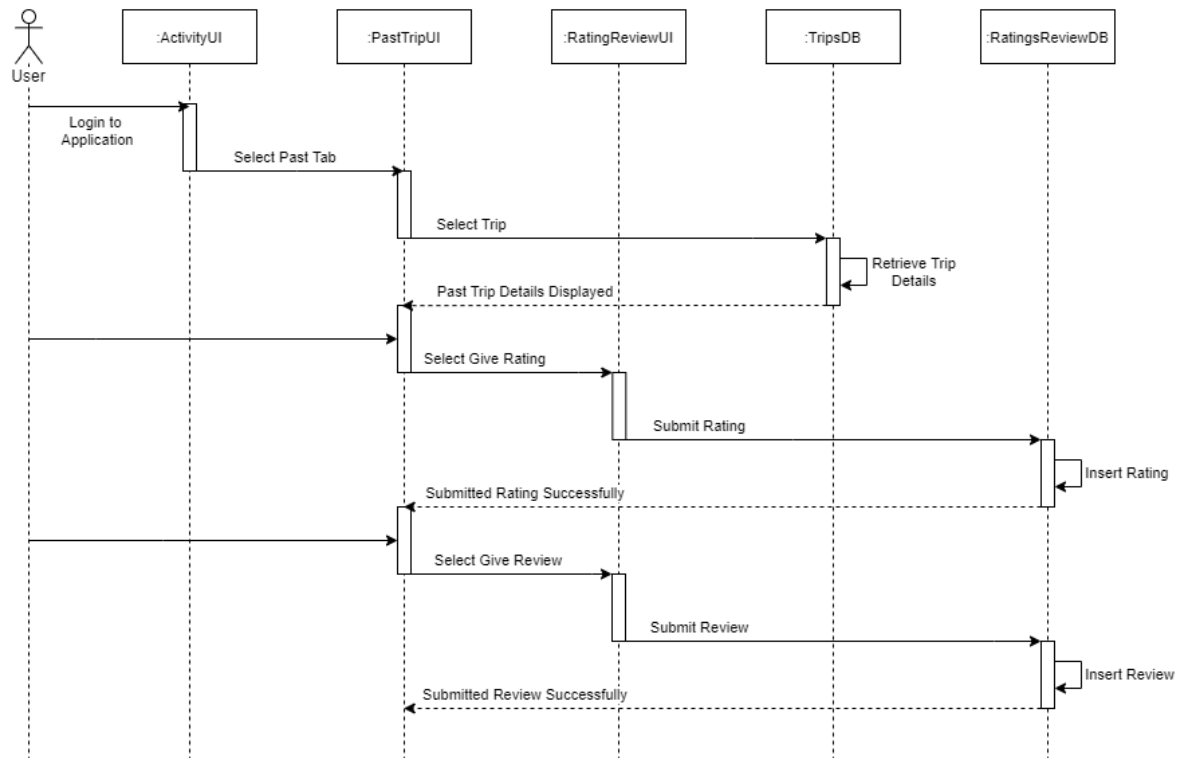 :ActivityUI
:PastTripUI
:RatingReviewUI
:TripsDB
:RatingsReviewDB
User
Login to
Application
Select Past Tab
Select Trip
Retrieve Trip
Details
Past Trip Details Displayed
Select Give Rating
Submit Rating
Insert Rating
Submitted Rating Successfully
Select Give Review
Submit Review
Insert Review
Submitted Review Successfully